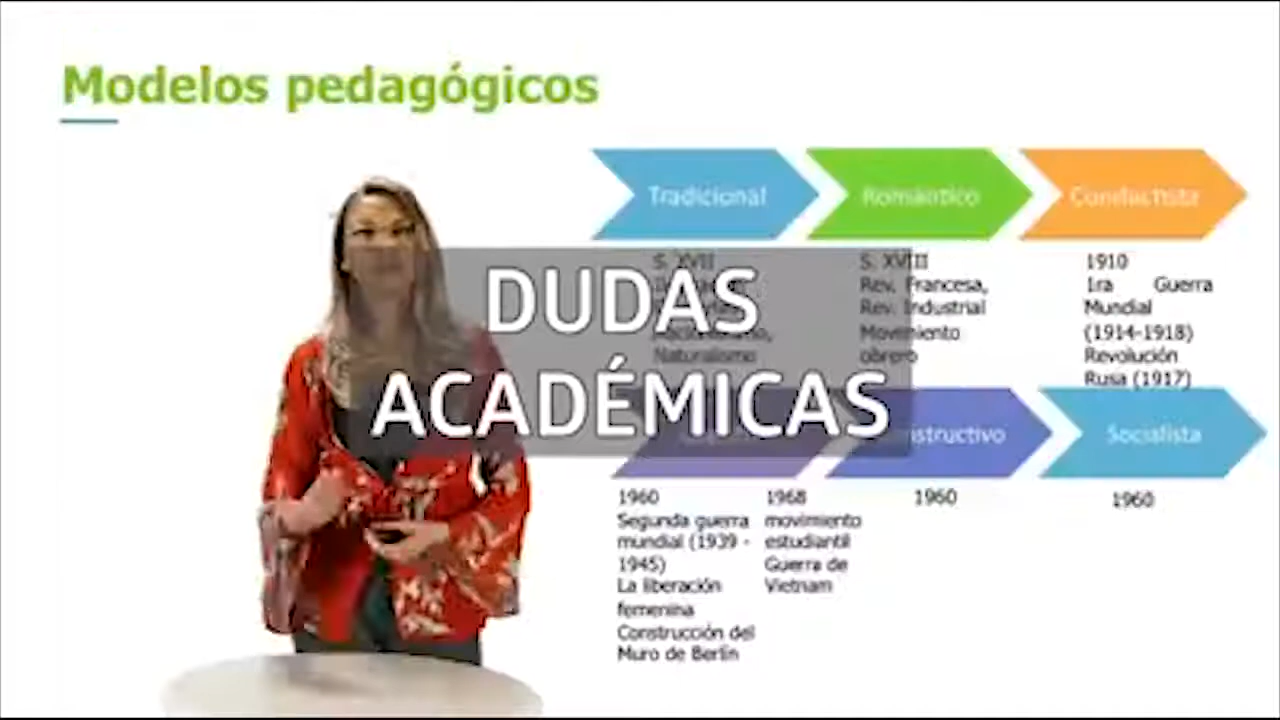 Modelos pedagógicos
Tradicional
Romántico
Conductista
S. XVII
Naturalismo
S. XVIII
Rev. Francesa,
Rev. Industrial
Movimiento
obrero
1910
1ra Guerra
Mundial
(1914-1918)
Revolución
Rusa (1917)
DUDAS
ACADÉMICAS
Socialista
1960
Segunda guerra
mundial (1939 -
1945)
La liberación
femenina
Construcción del
Muro de Berlín
1968
movimiento
estudiantil
Guerra de
Vietnam
1960
1960